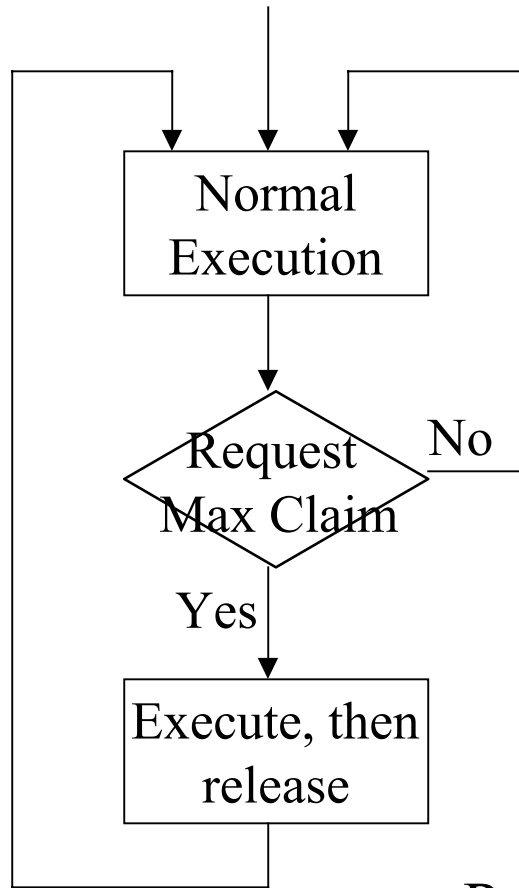 Normal
Execution
Request
Max Claim
No
Yes
Execute, then
release